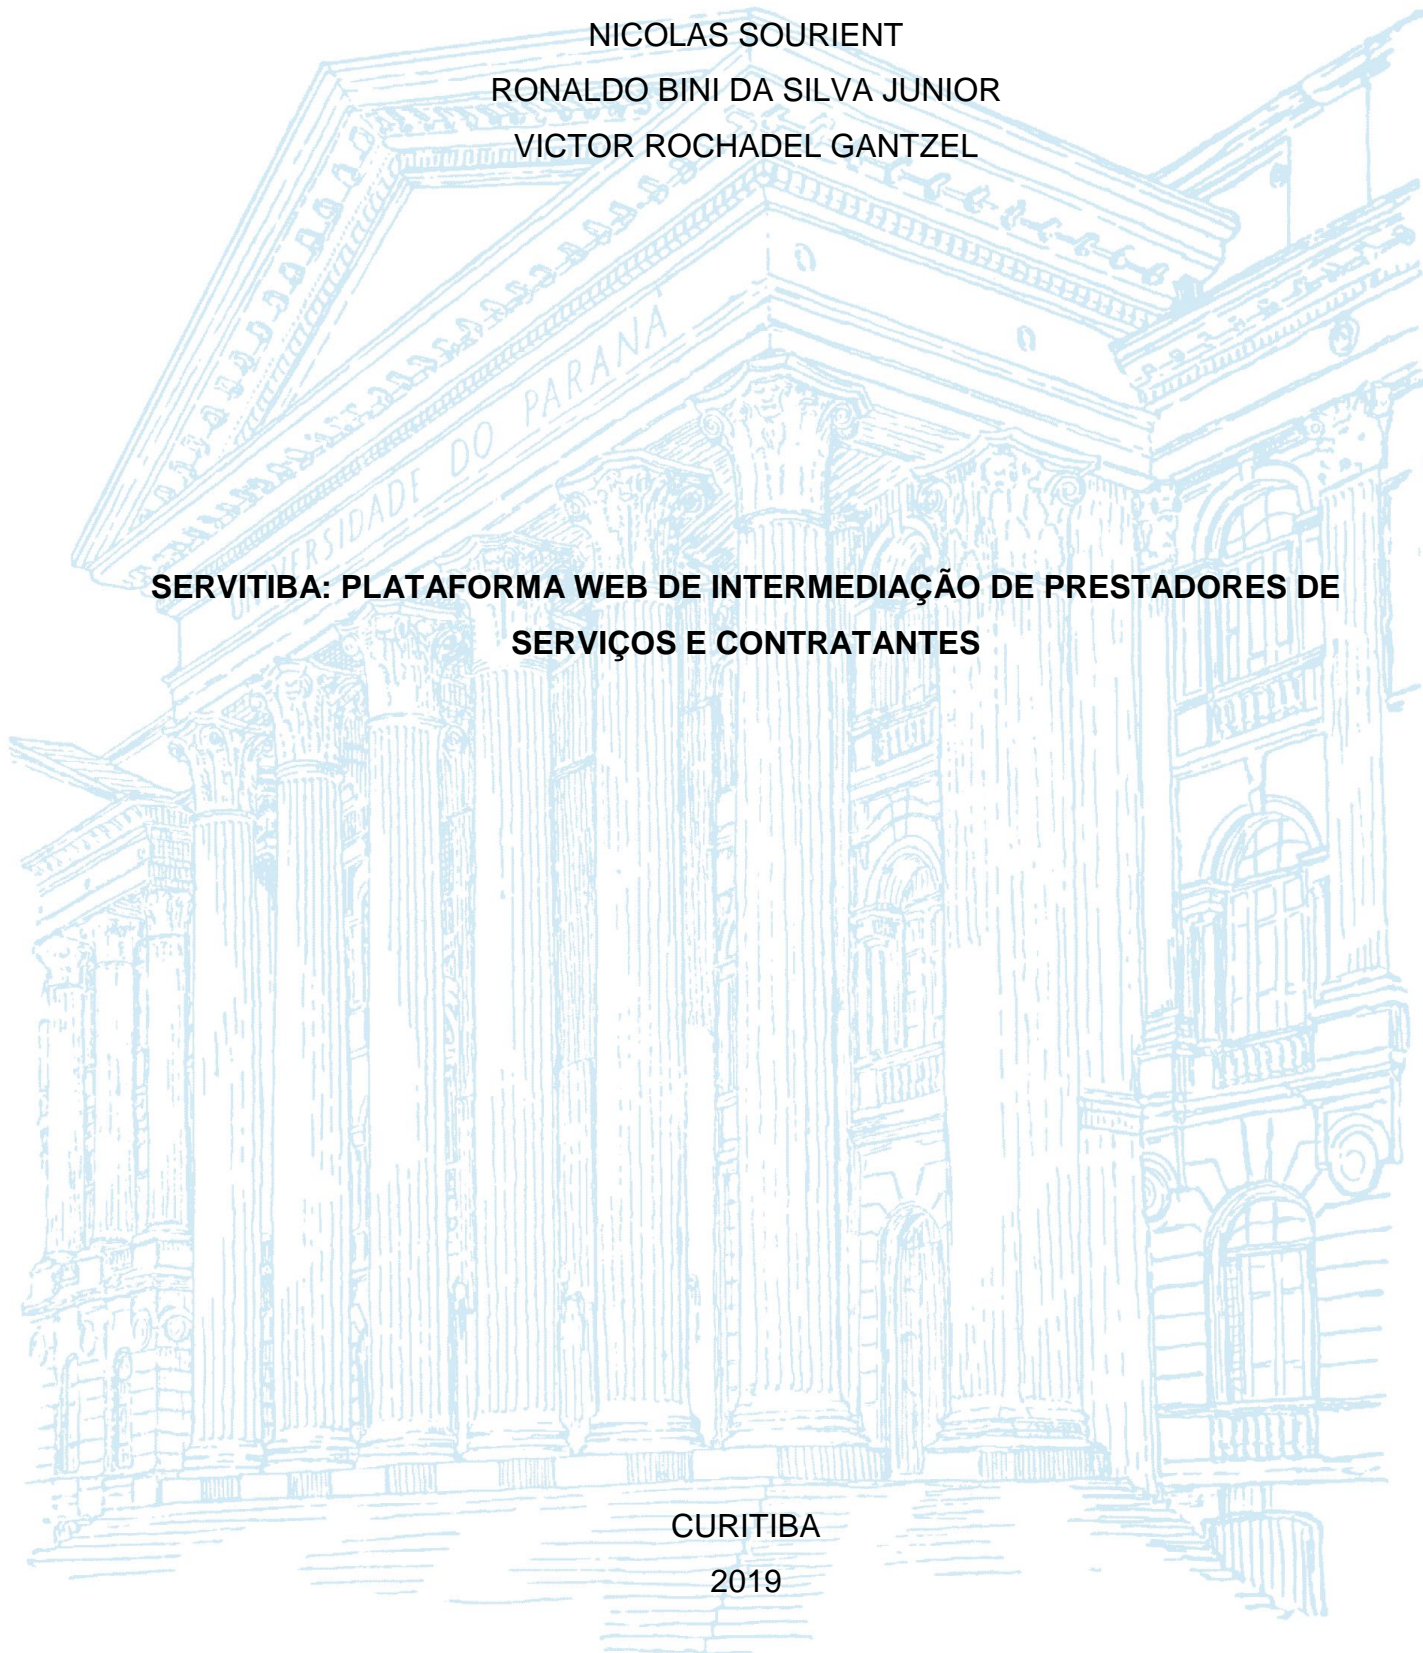 NICOLAS SOURIENT
RONALDO BINI DA SILVA JUNIOR
VICTOR ROCHADEL GANTZEL
UNIVERSIDADE DO PARANÁ
SERVITIBA: PLATAFORMA WEB DE INTERMEDIAÇÃO DE PRESTADORES DE
SERVIÇOS E CONTRATANTES
CURITIBA
2019